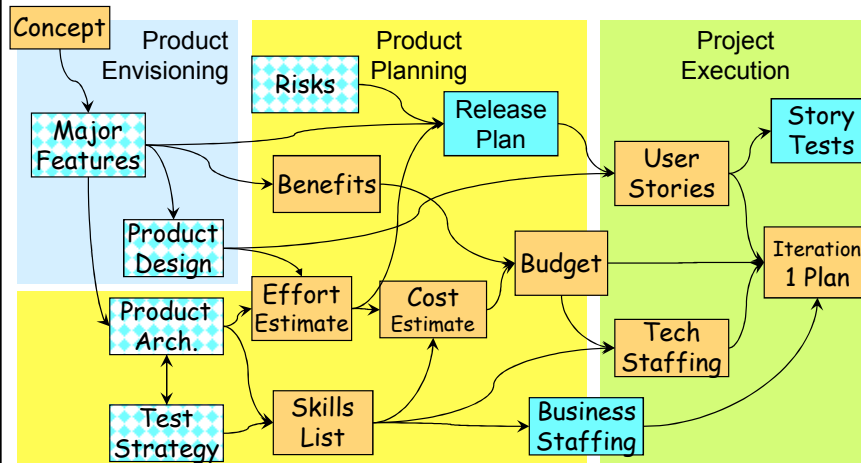 Concept
Product
Envisioning
Product
Planning
Project
Execution
Risks
Major
Features
Release
Plan
Story
Tests
Benefits
User
Stories
Product
Design
Budget
Iteration
1 Plan
Effort
Estimate
Cost
Estimate
Product
Arch.
Tech
Staffing
Test
Strategy
Skills
List
Business
Staffing